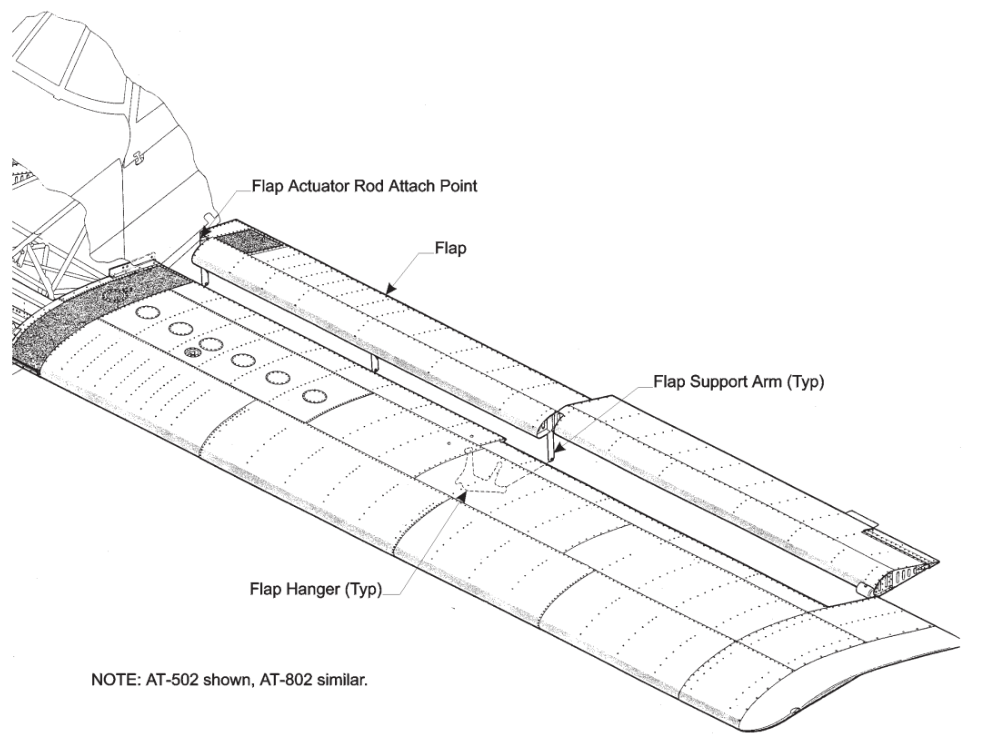 Flap Actuator Rod Attach Point
Flap
Flap Support Arm (Typ)
Flap Hanger (Typ)
NOTE: AT-502 shown, AT-802 similar.